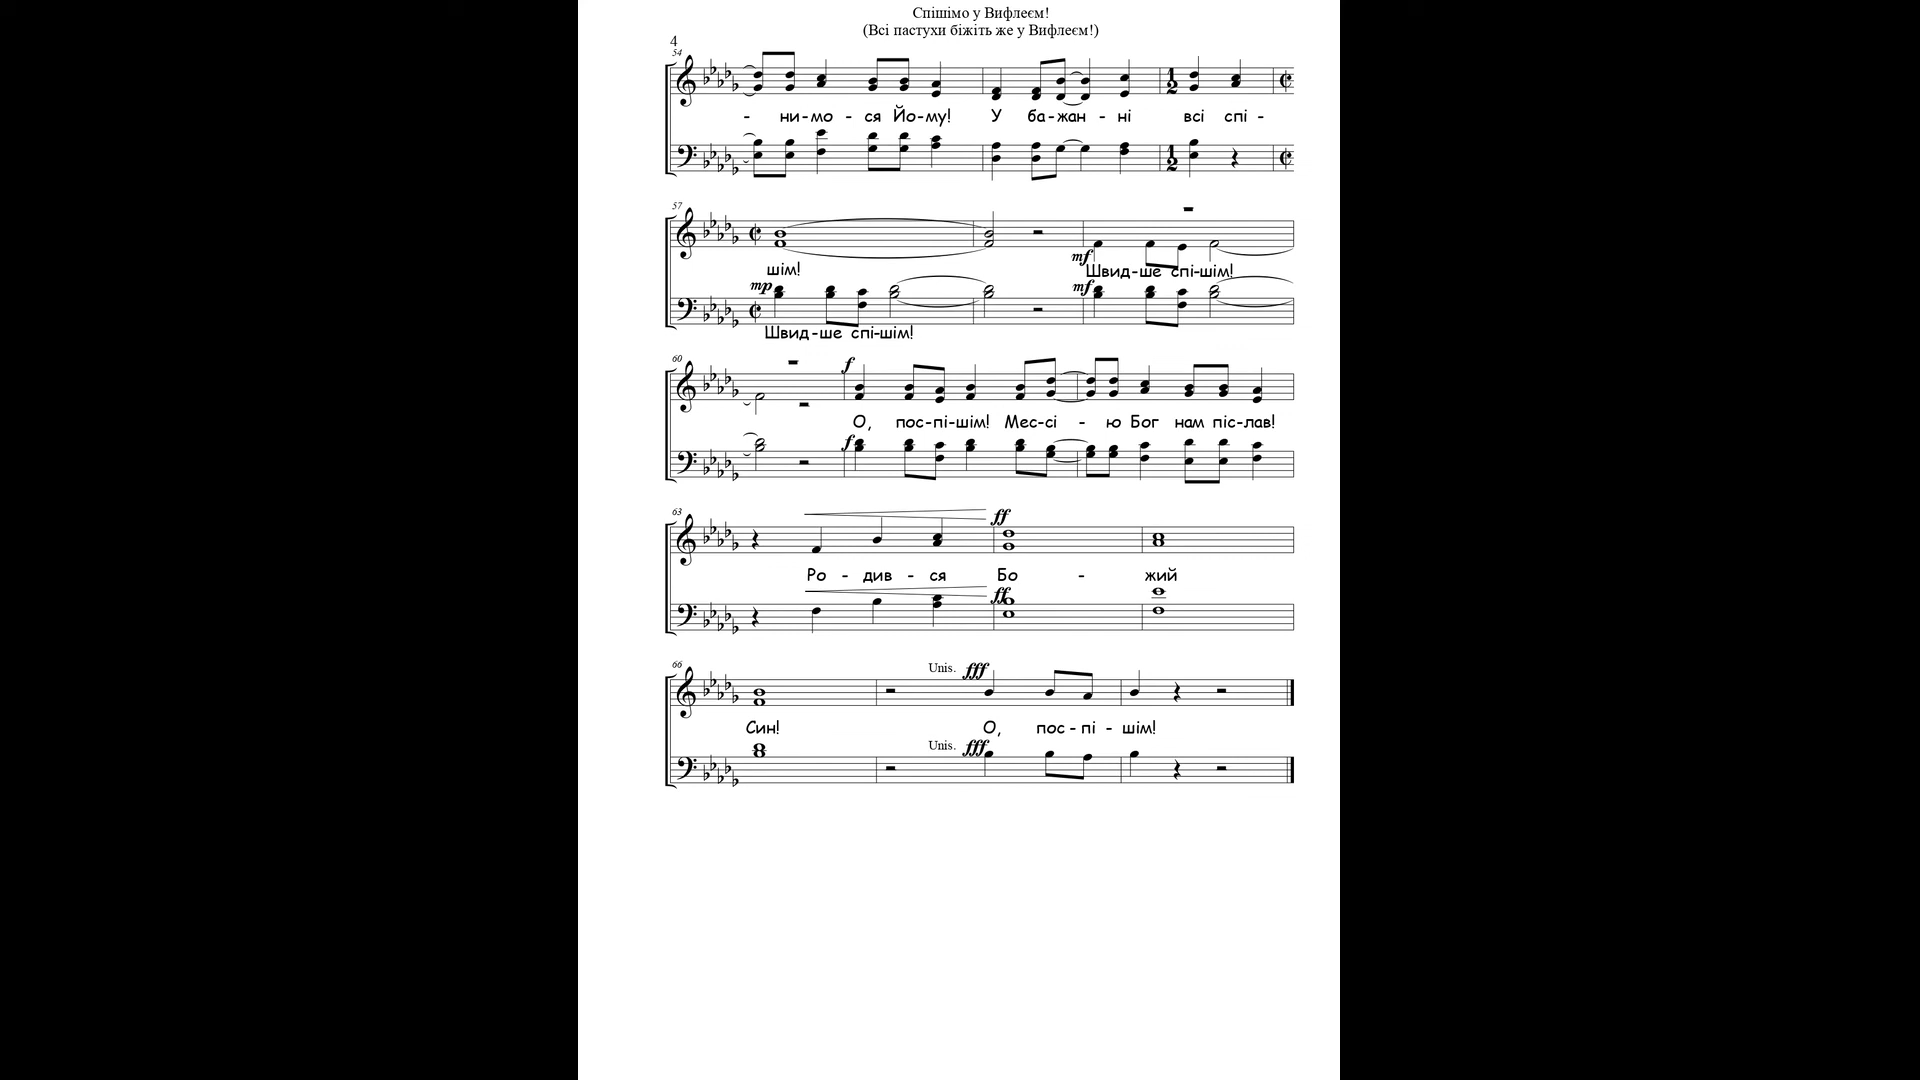 Спішімо у Вифлеєм!
(Всі пастухи біжіть же у Вифлеєм!)
4
54
- ни-мо - ся Йо-му! У ба-жан - ні всі спі -
57
шім! mf Швид-ше спі-шім!
mp mf
Швид-ше спі-шім!
60
f
О, пос-пі-шім! Мес-сі - ю Бог нам піс-лав!
f
63
ff
Ро - див - ся Бо - жий
ff
66
Unis. fff
Син! О, пос - пі - шім!
Unis. fff